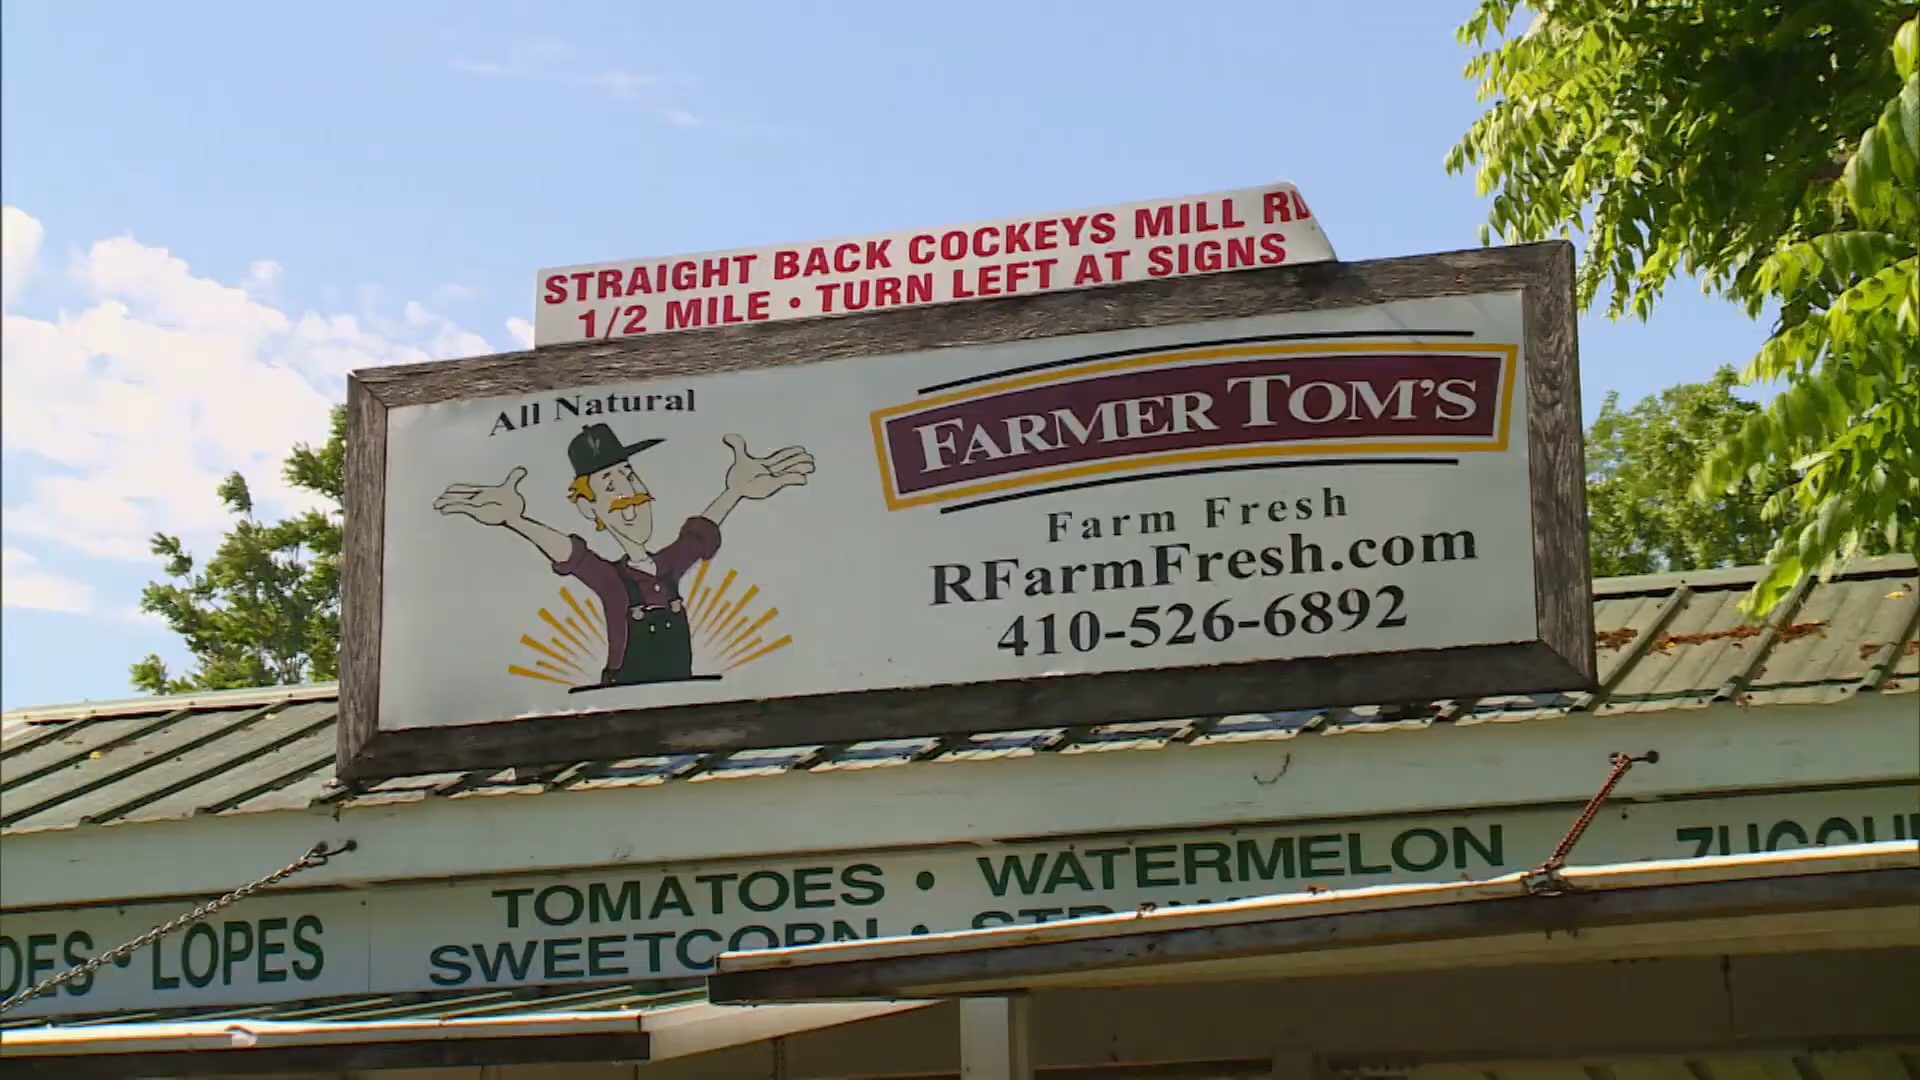 STRAIGHT BACK COCKEYS MILL RD
1/2 MILE • TURN LEFT AT SIGNS
All Natural
FARMER TOM'S
Farm Fresh
RFarmFresh.com
410-526-6892
TOMATOES • WATERMELON
LOPES
SWEETCORN •